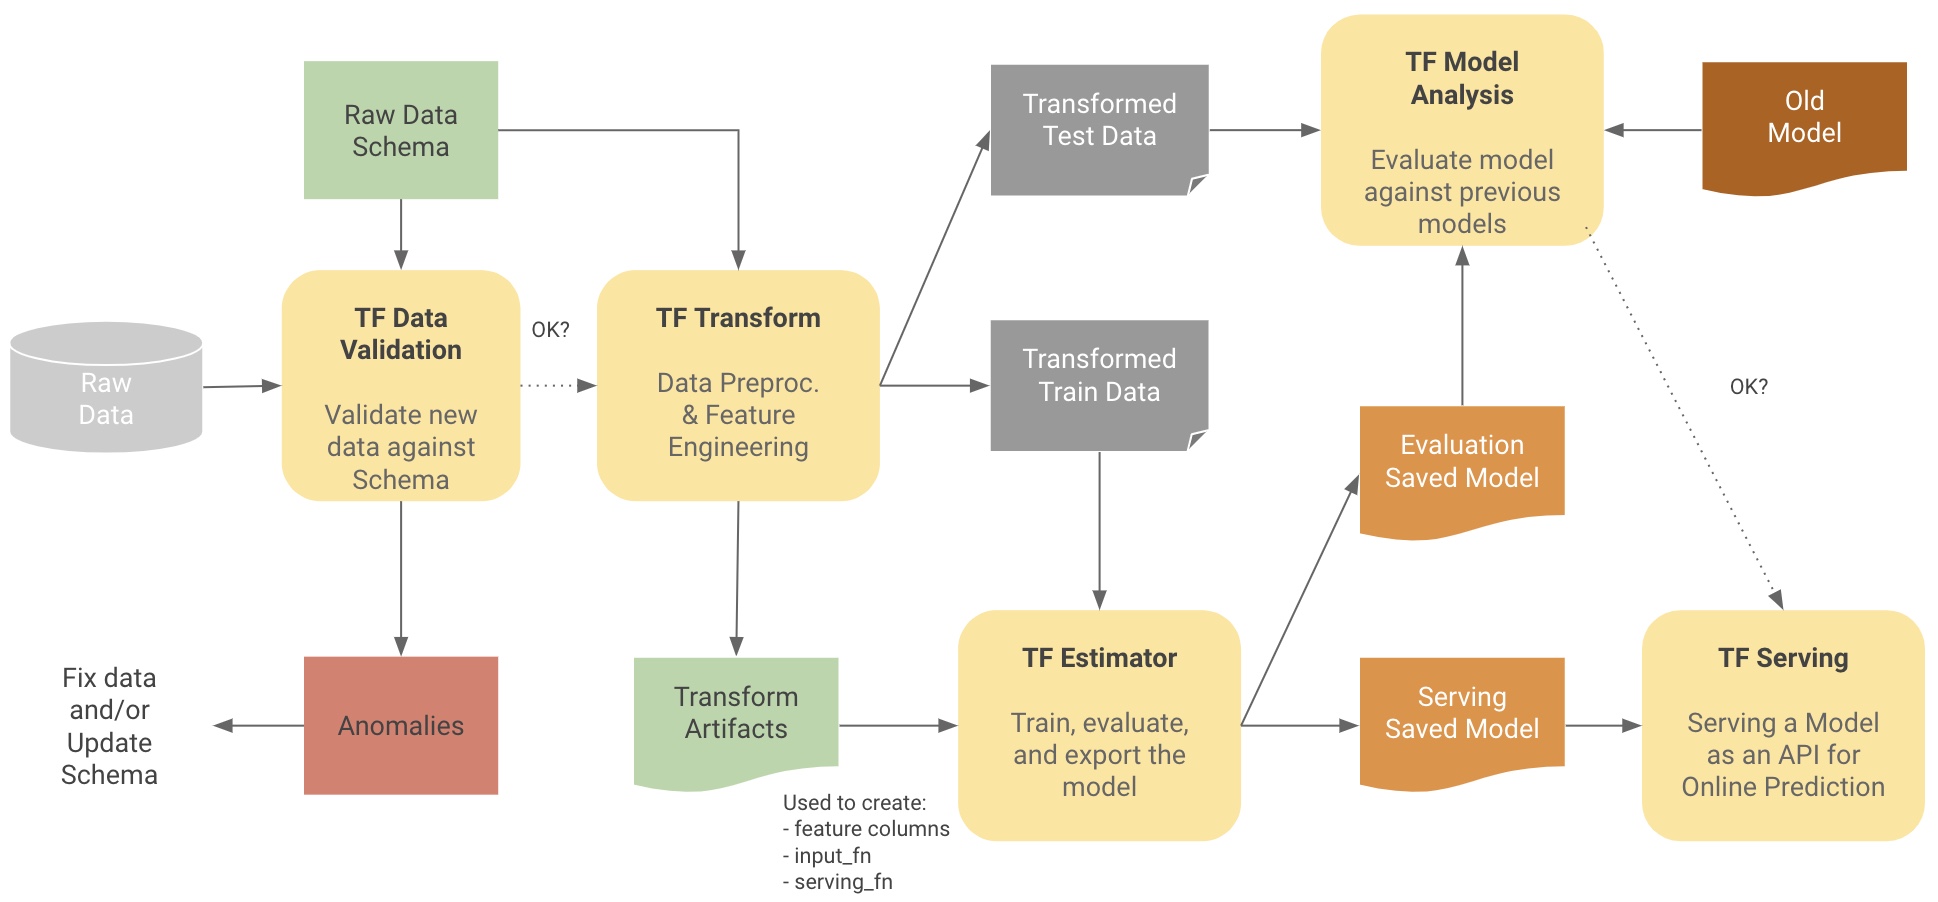 Raw Data
Schema
Raw
Data
TF Data
Validation
Validate new
data against
Schema
OK?
TF Transform
Data Preproc.
& Feature
Engineering
Transformed
Test Data
Transformed
Train Data
TF Model
Analysis
Evaluate model
against previous
models
Old
Model
OK?
Evaluation
Saved Model
Fix data
and/or
Update
Schema
Anomalies
Transform
Artifacts
Used to create:
- feature columns
- input_fn
- serving_fn
TF Estimator
Train, evaluate,
and export the
model
Serving
Saved Model
TF Serving
Serving a Model
as an API for
Online Prediction